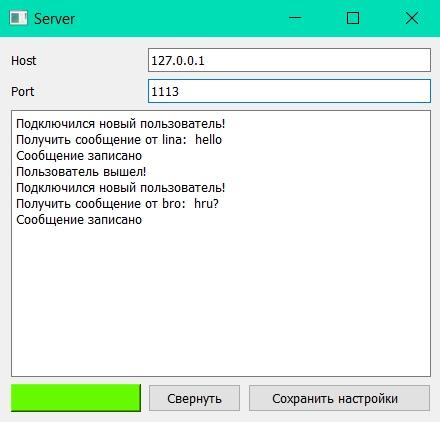 Server
Host 127.0.0.1
Port 1113
Подключился новый пользователь!
Получить сообщение от lina: hello
Сообщение записано
Пользователь вышел!
Подключился новый пользователь!
Получить сообщение от bro: hru?
Сообщение записано
Свернуть Сохранить настройки